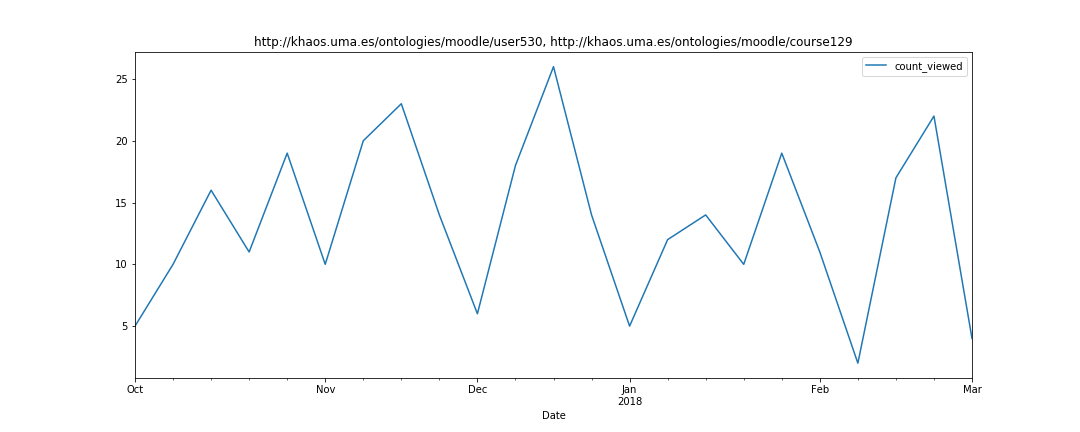 http://khaos.uma.es/ontologies/moodle/user530, http://khaos.uma.es/ontologies/moodle/course129
count_viewed
25
20
15
10
5
Oct
Nov
Dec
Jan
2018
Feb
Mar
Date